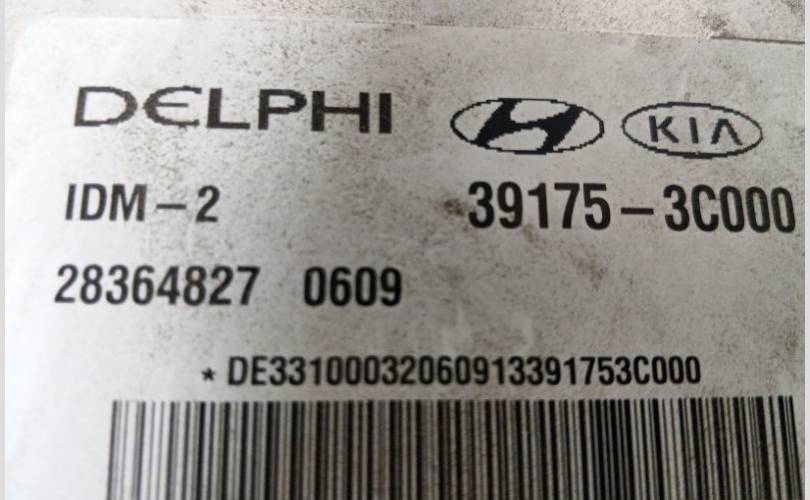 DELPHI KIA
IDM-2 39175-3C000
28364827 0609
*DE33100032060913391753C000